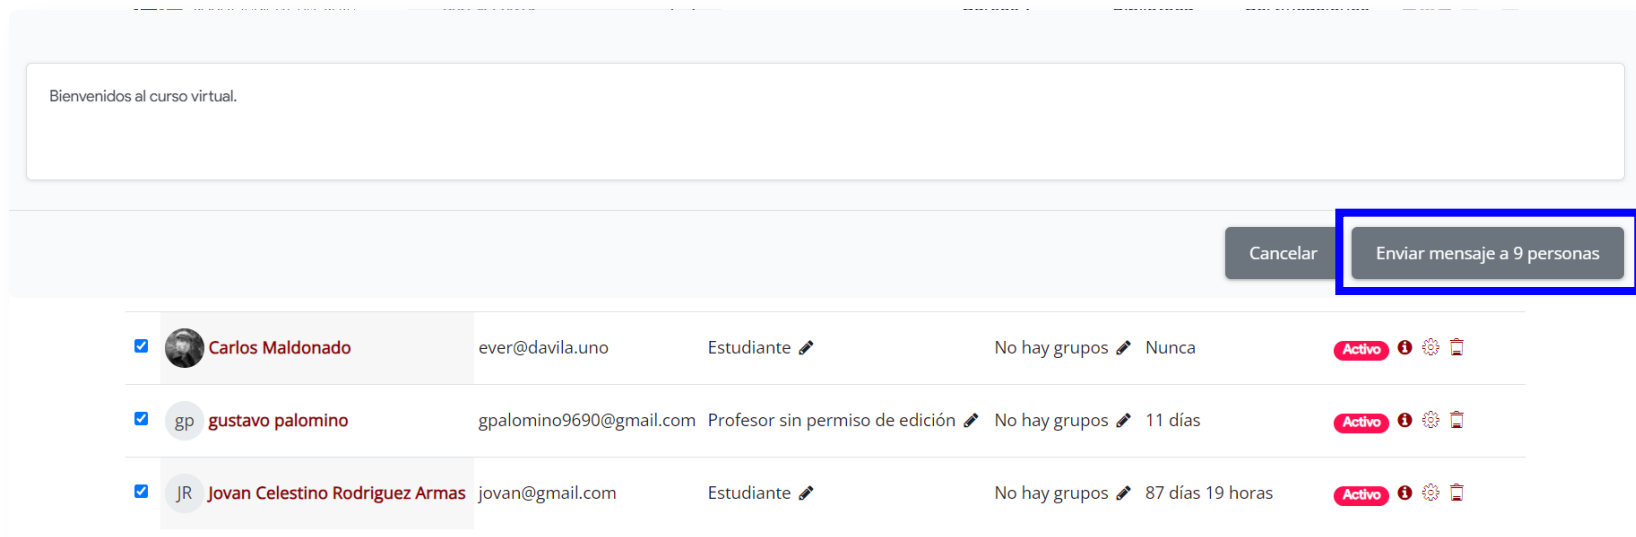 Bienvenidos al curso virtual.
Cancelar
Enviar mensaje a 9 personas
Carlos Maldonado ever@davila.uno Estudiante No hay grupos Nunca Activo
gp gustavo palomino gpalomino9690@gmail.com Profesor sin permiso de edición No hay grupos 11 días Activo
JR Jovan Celestino Rodriguez Armas jovan@gmail.com Estudiante No hay grupos 87 días 19 horas Activo